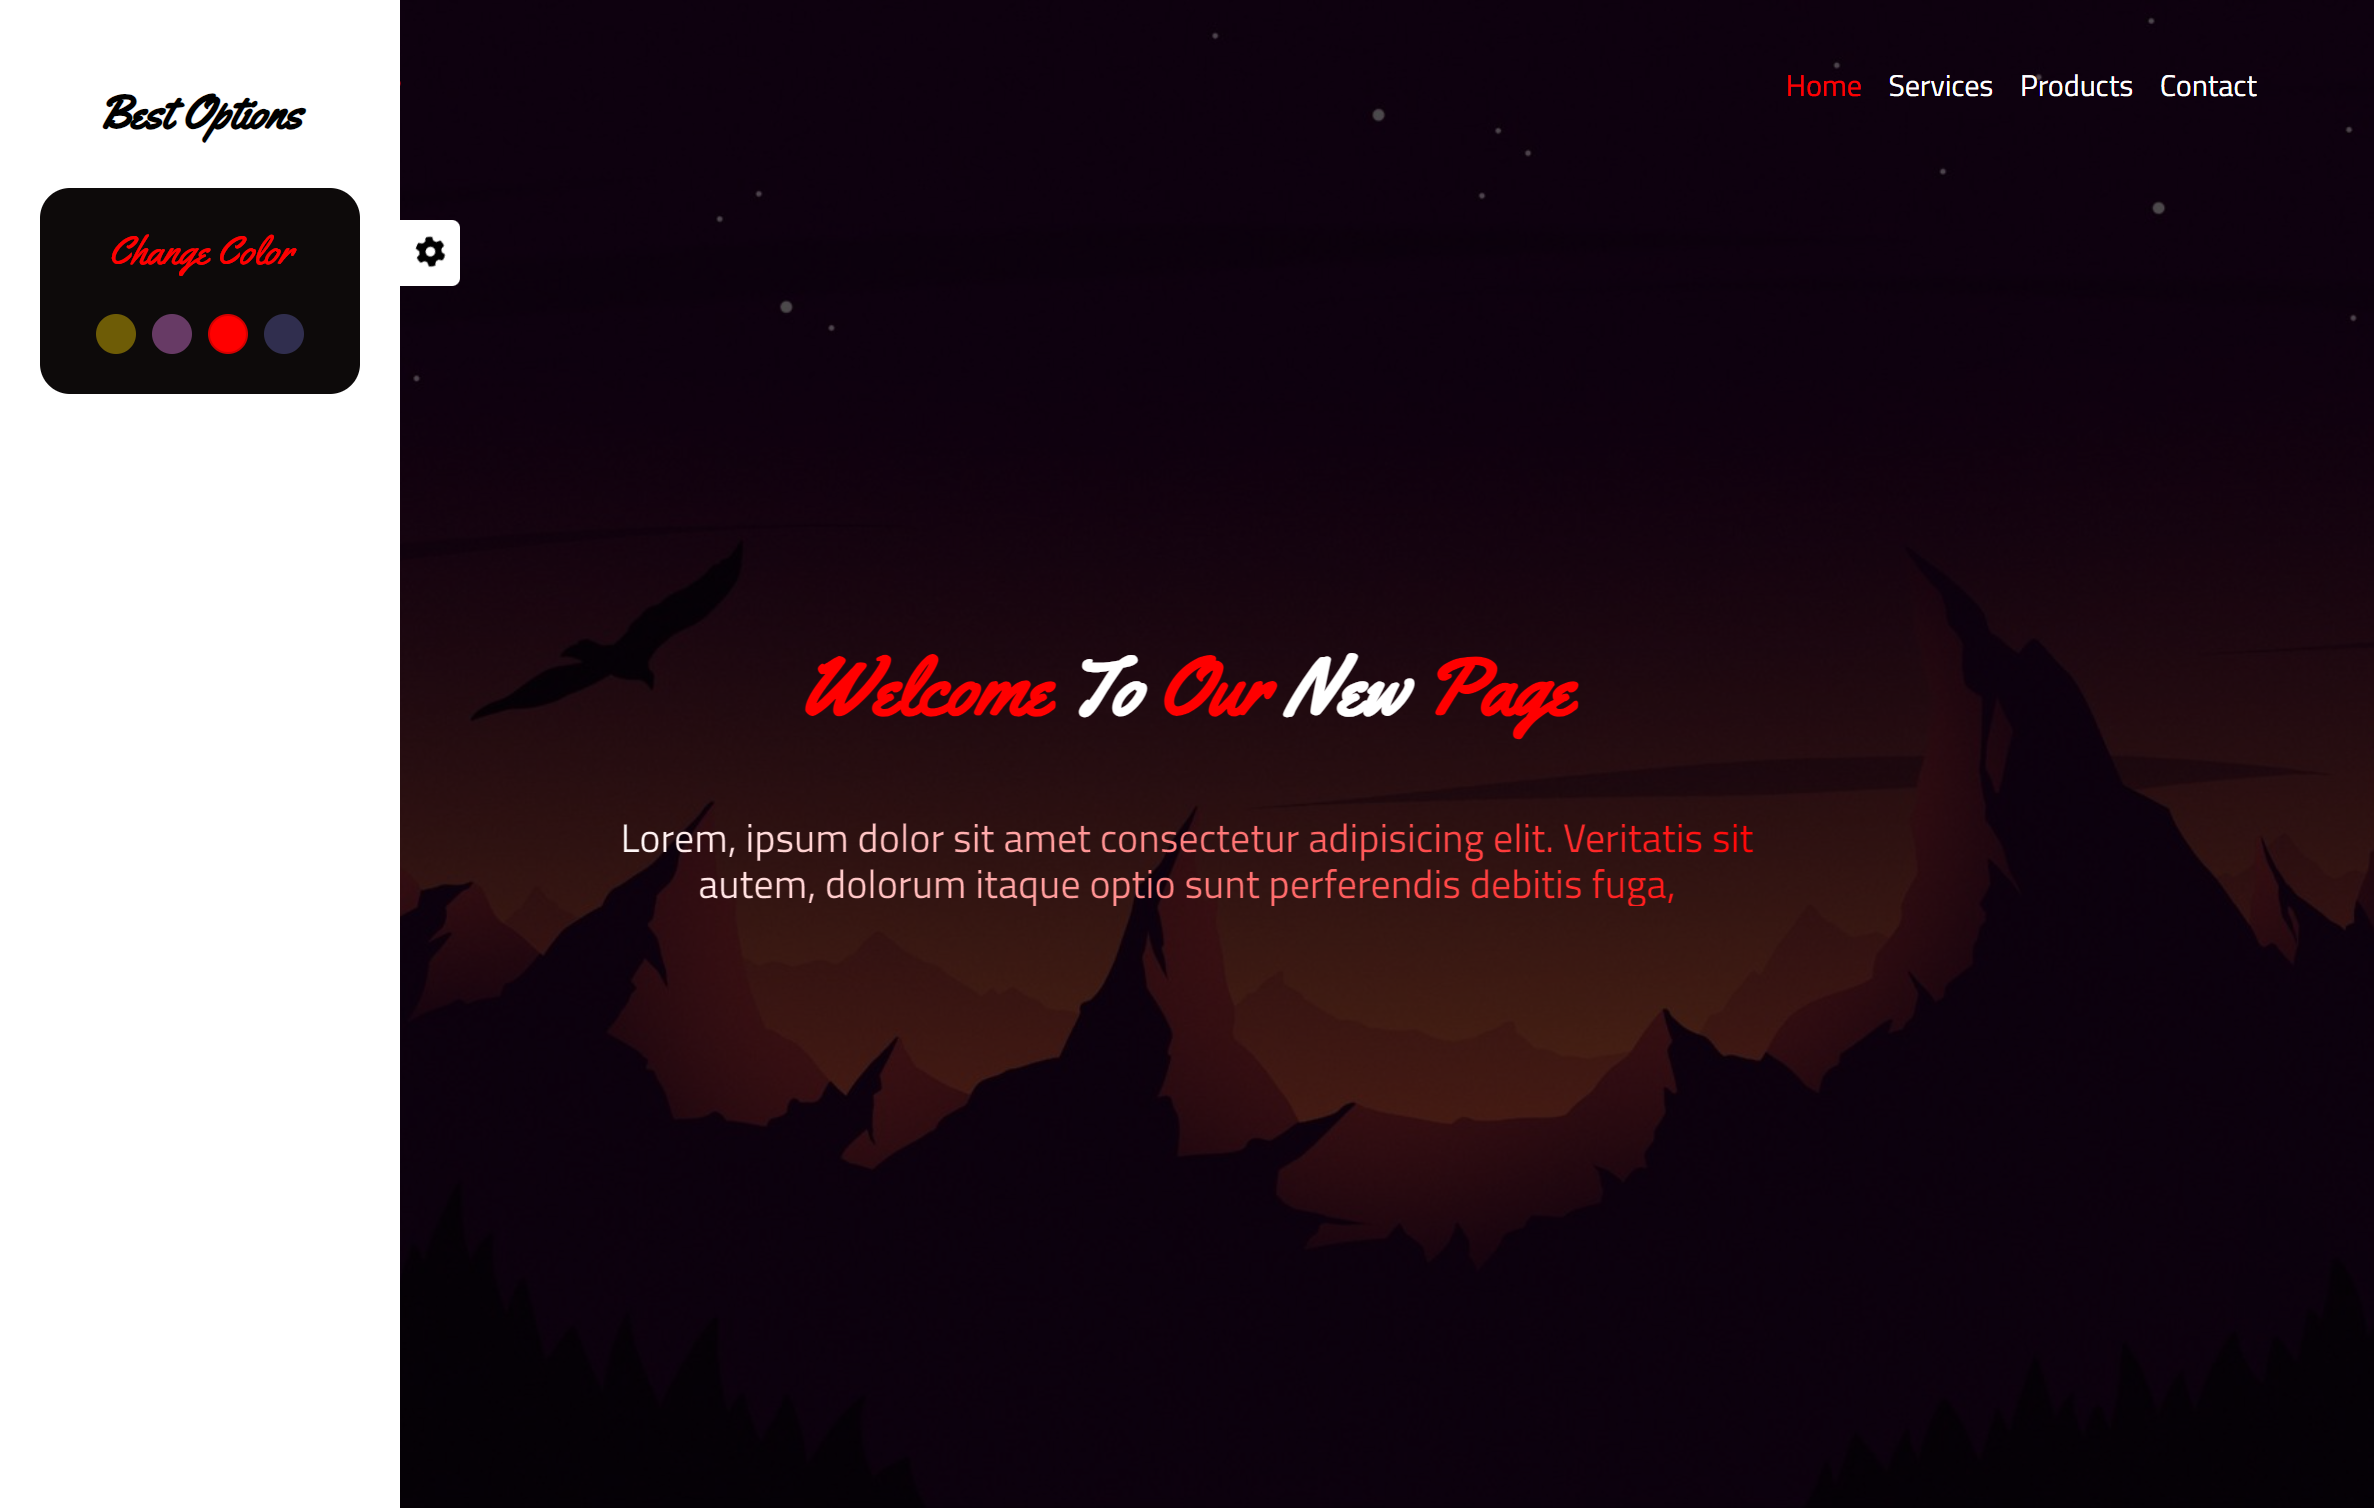 Best Options
Change Color
Home Services Products Contact
Welcome To Our New Page
Lorem, ipsum dolor sit amet consectetur adipisicing elit. Veritatis sit
autem, dolorum itaque optio sunt perferendis debitis fuga,